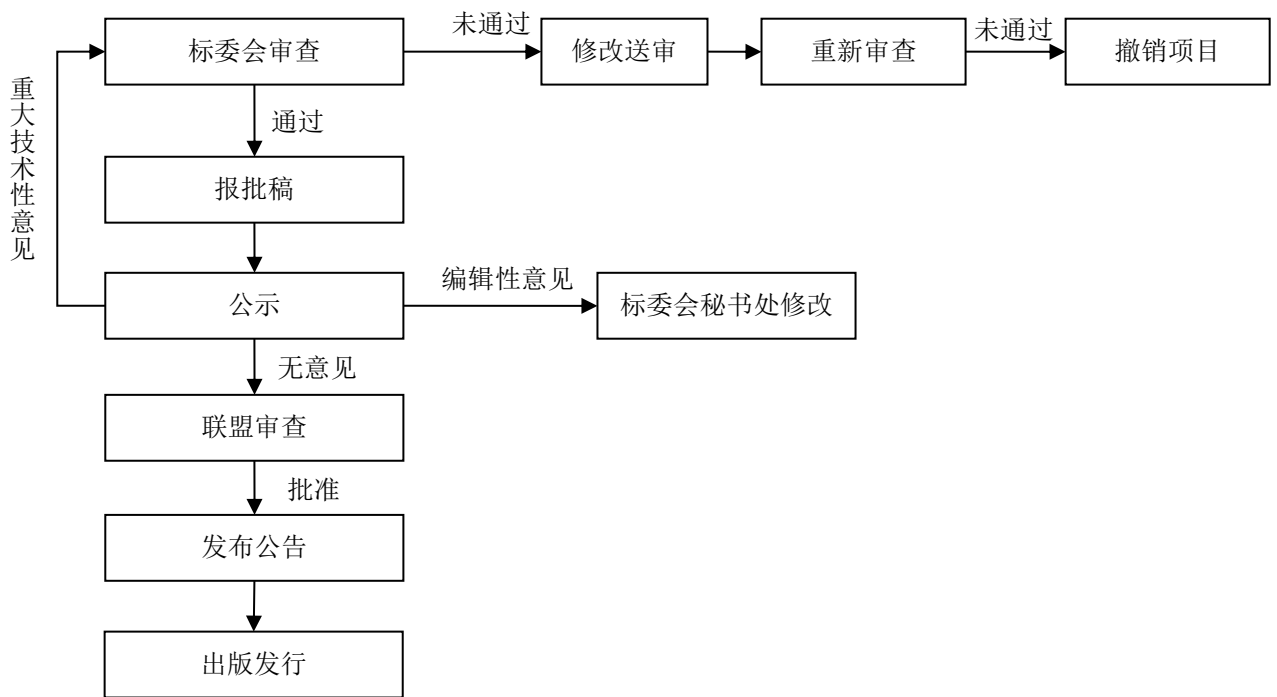 标委会审查
未通过
修改送审
重新审查
未通过
撤销项目
重大技术性意见
通过
报批稿
公示
编辑性意见
标委会秘书处修改
无意见
联盟审查
批准
发布公告
出版发行